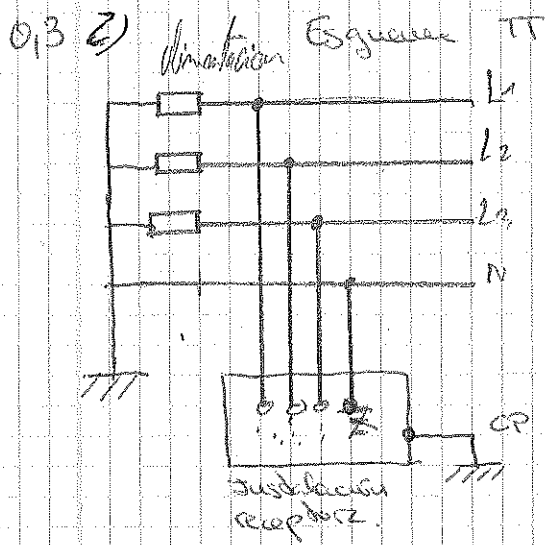 0,3 2) Alimentación Esquema TT
L1
L2
L3
N
CP
Instalación
receptora.